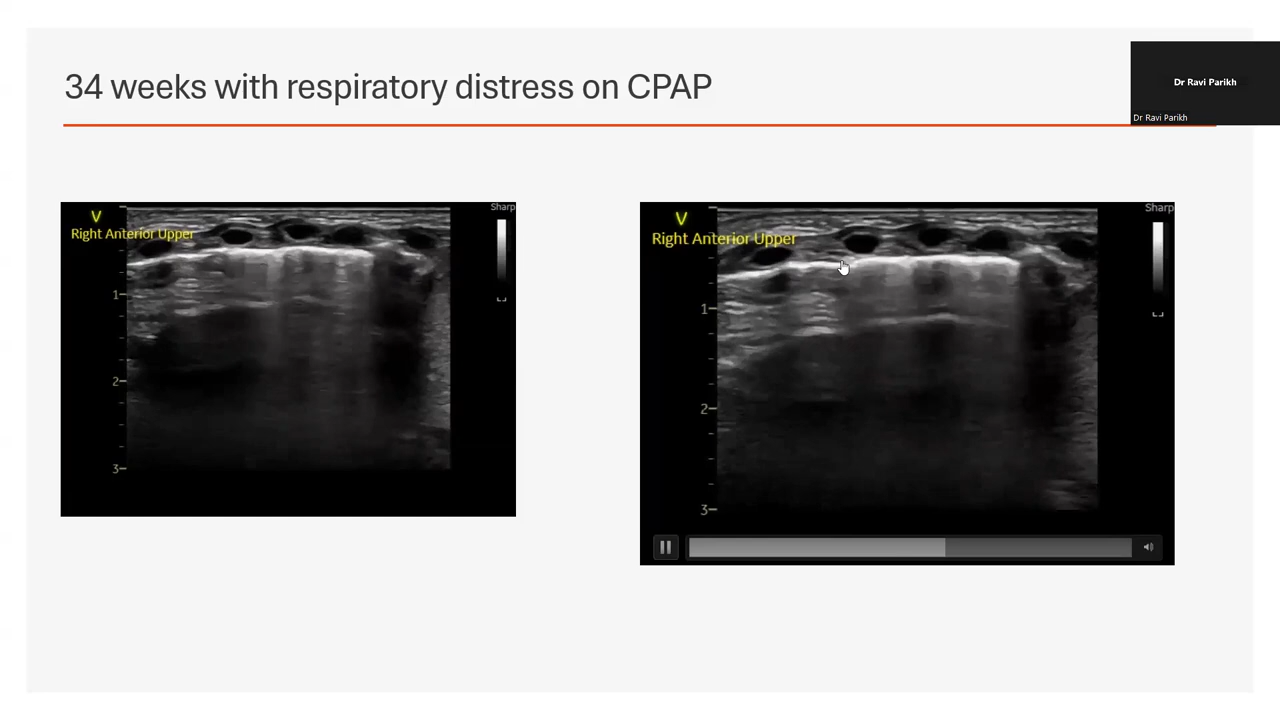 34 weeks with respiratory distress on CPAP
Dr Ravi Parikh
Dr Ravi Parikh
V
Sharp
Right Anterior Upper
1
2
3
V
Sharp
Right Anterior Upper
1
2
3